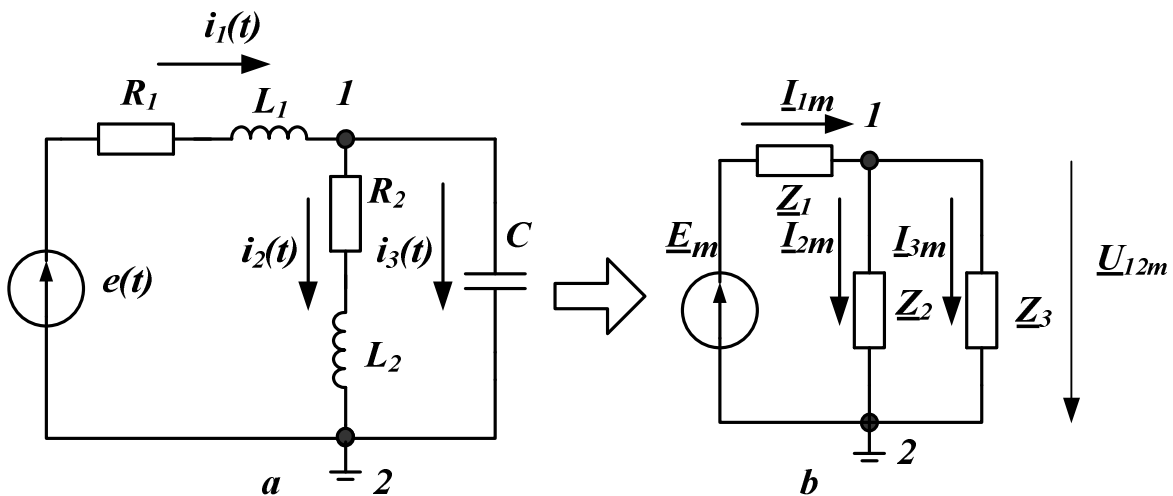 i1(t)
R1
L1
1
R2
i2(t)
i3(t)
C
e(t)
L2
2
a
I1m
1
Z1
Em
I2m
I3m
U12m
Z2
Z3
2
b